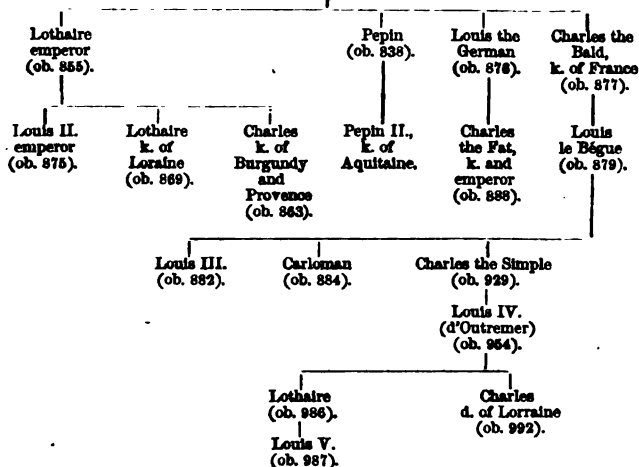 Lothaire
emperor
(ob. 855).
Pepin
(ob. 838).
Louis the
German
(ob. 876).
Charles the
Bald,
k. of France
(ob. 877).
Louis II.
emperor
(ob. 875).
Lothaire
k. of
Loraine
(ob. 869).
Charles
k. of
Burgundy
and
Provence
(ob. 863).
Pepin II.,
k. of
Aquitaine.
Charles
the Fat,
k. and
emperor
(ob. 888).
Louis
le Bégue
(ob. 879).
Louis III.
(ob. 882).
Carloman
(ob. 884).
Charles the Simple
(ob. 929).
Louis IV.
(d'Outremer)
(ob. 954).
Lothaire
(ob. 986).
Charles
d. of Lorraine
(ob. 992).
Louis V.
(ob. 987).